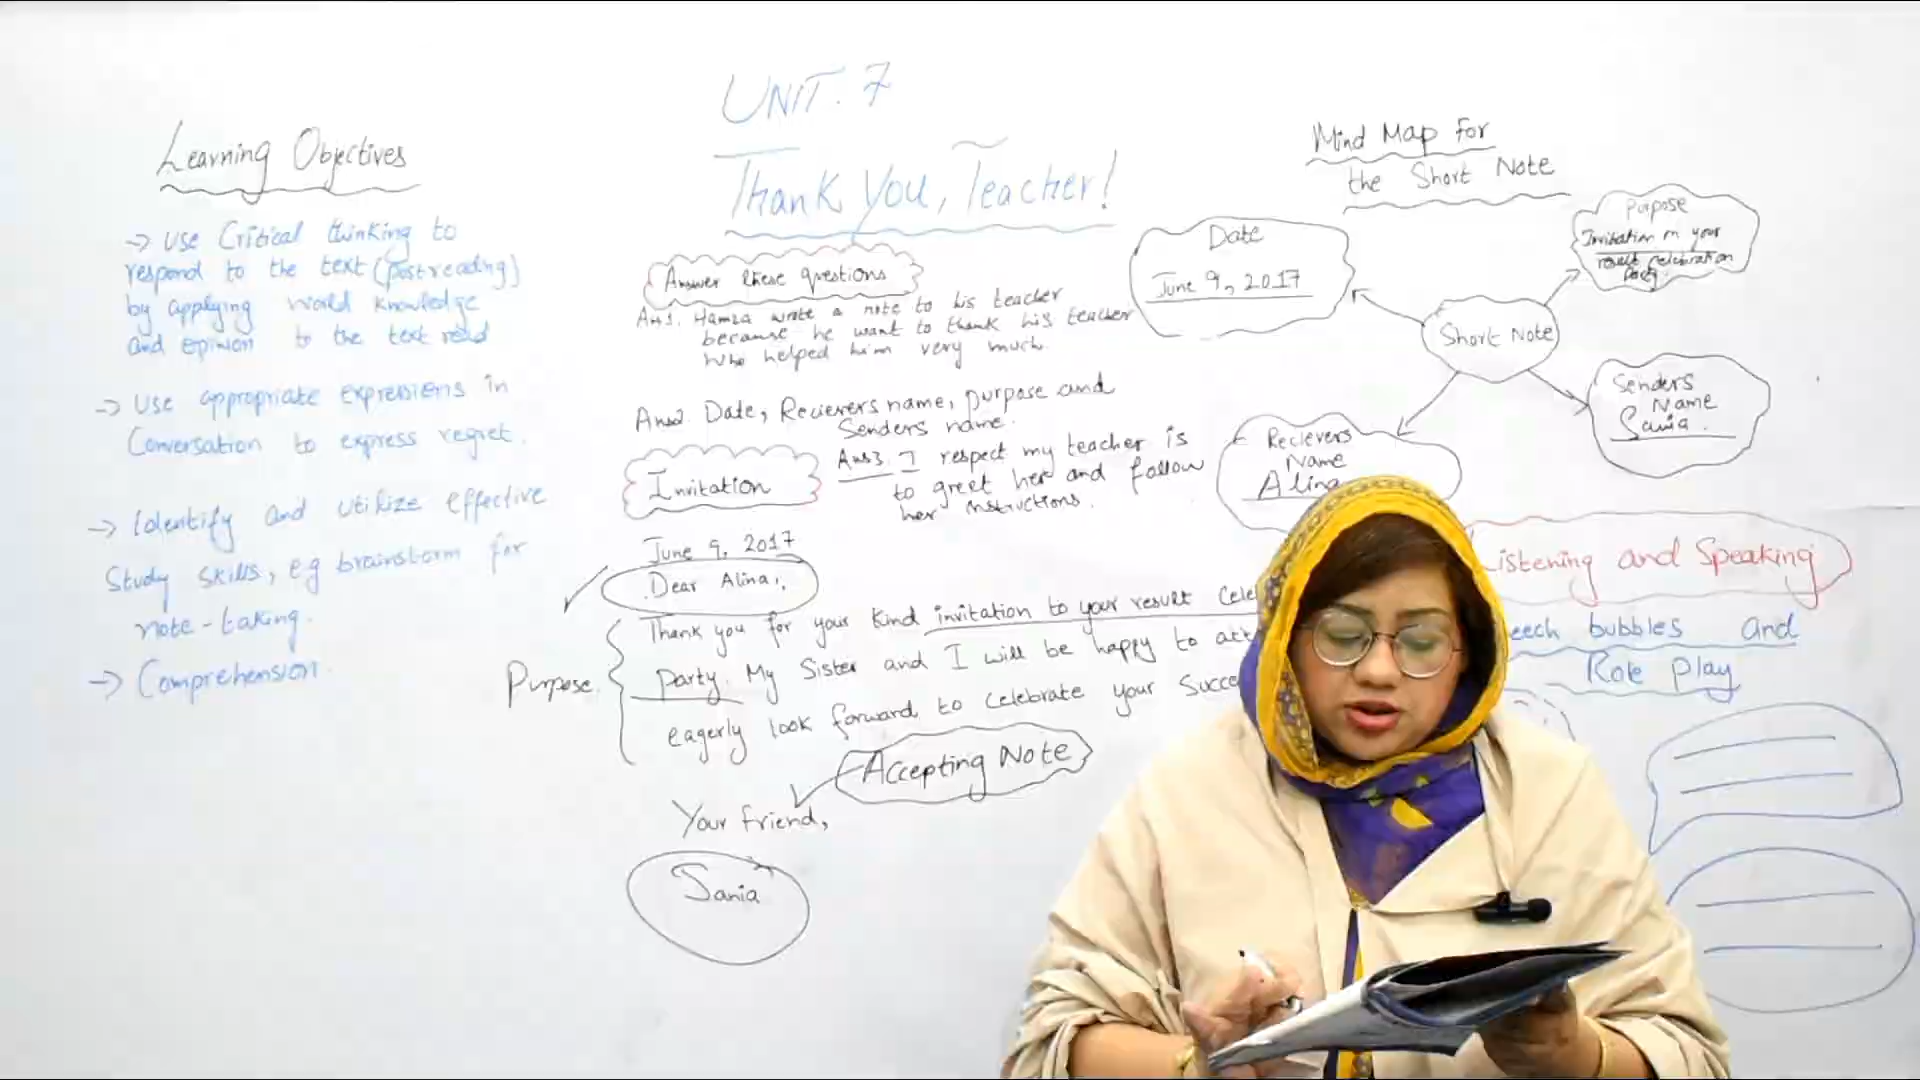 UNIT. 7
Thank You, Teacher!
Learning Objectives
-> Use Critical thinking to
respond to the text (post reading)
by applying world knowledge
and opinion to the text read
-> Use appropriate expressions in
Conversation to express regret.
-> Identify and utilize effective
Study skills, eg brainstorm for
note-taking.
-> Comprehension.
Answer these questions
Ans1. Hamza wrote a note to his teacher
because he want to thank his teacher
who helped him very much.
Ans2. Date, Recievers name, purpose and
Senders name.
Ans3. I respect my teacher is
to greet her and follow
her instructions.
Invitation
June 9, 2017
Dear Alina,
Thank you for your kind invitation to your result
party. My Sister and I will be happy to
eagerly look forward to celebrate your
Purpose
Accepting Note
Your friend,
Sania
Mind Map For
the Short Note
Date
June 9, 2017
Purpose
Invitation on your
result celebration
Party.
Short Note
Senders
Name
Sania.
Recievers
Name
Alina
Listening and Speaking
bubbles and
Role play